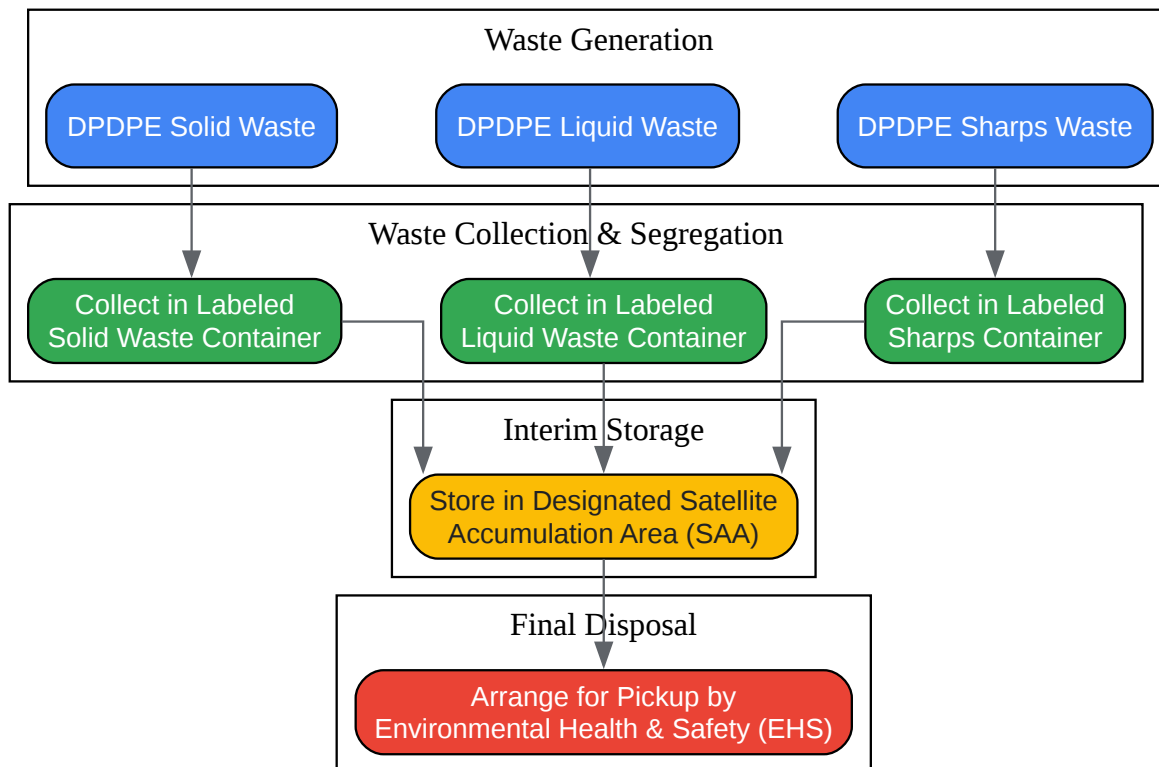 Waste Generation
DPDPE Solid Waste
DPDPE Liquid Waste
DPDPE Sharps Waste
Waste Collection & Segregation
Collect in Labeled
Solid Waste Container
Collect in Labeled
Liquid Waste Container
Collect in Labeled
Sharps Container
Interim Storage
Store in Designated Satellite
Accumulation Area (SAA)
Final Disposal
Arrange for Pickup by
Environmental Health & Safety (EHS)